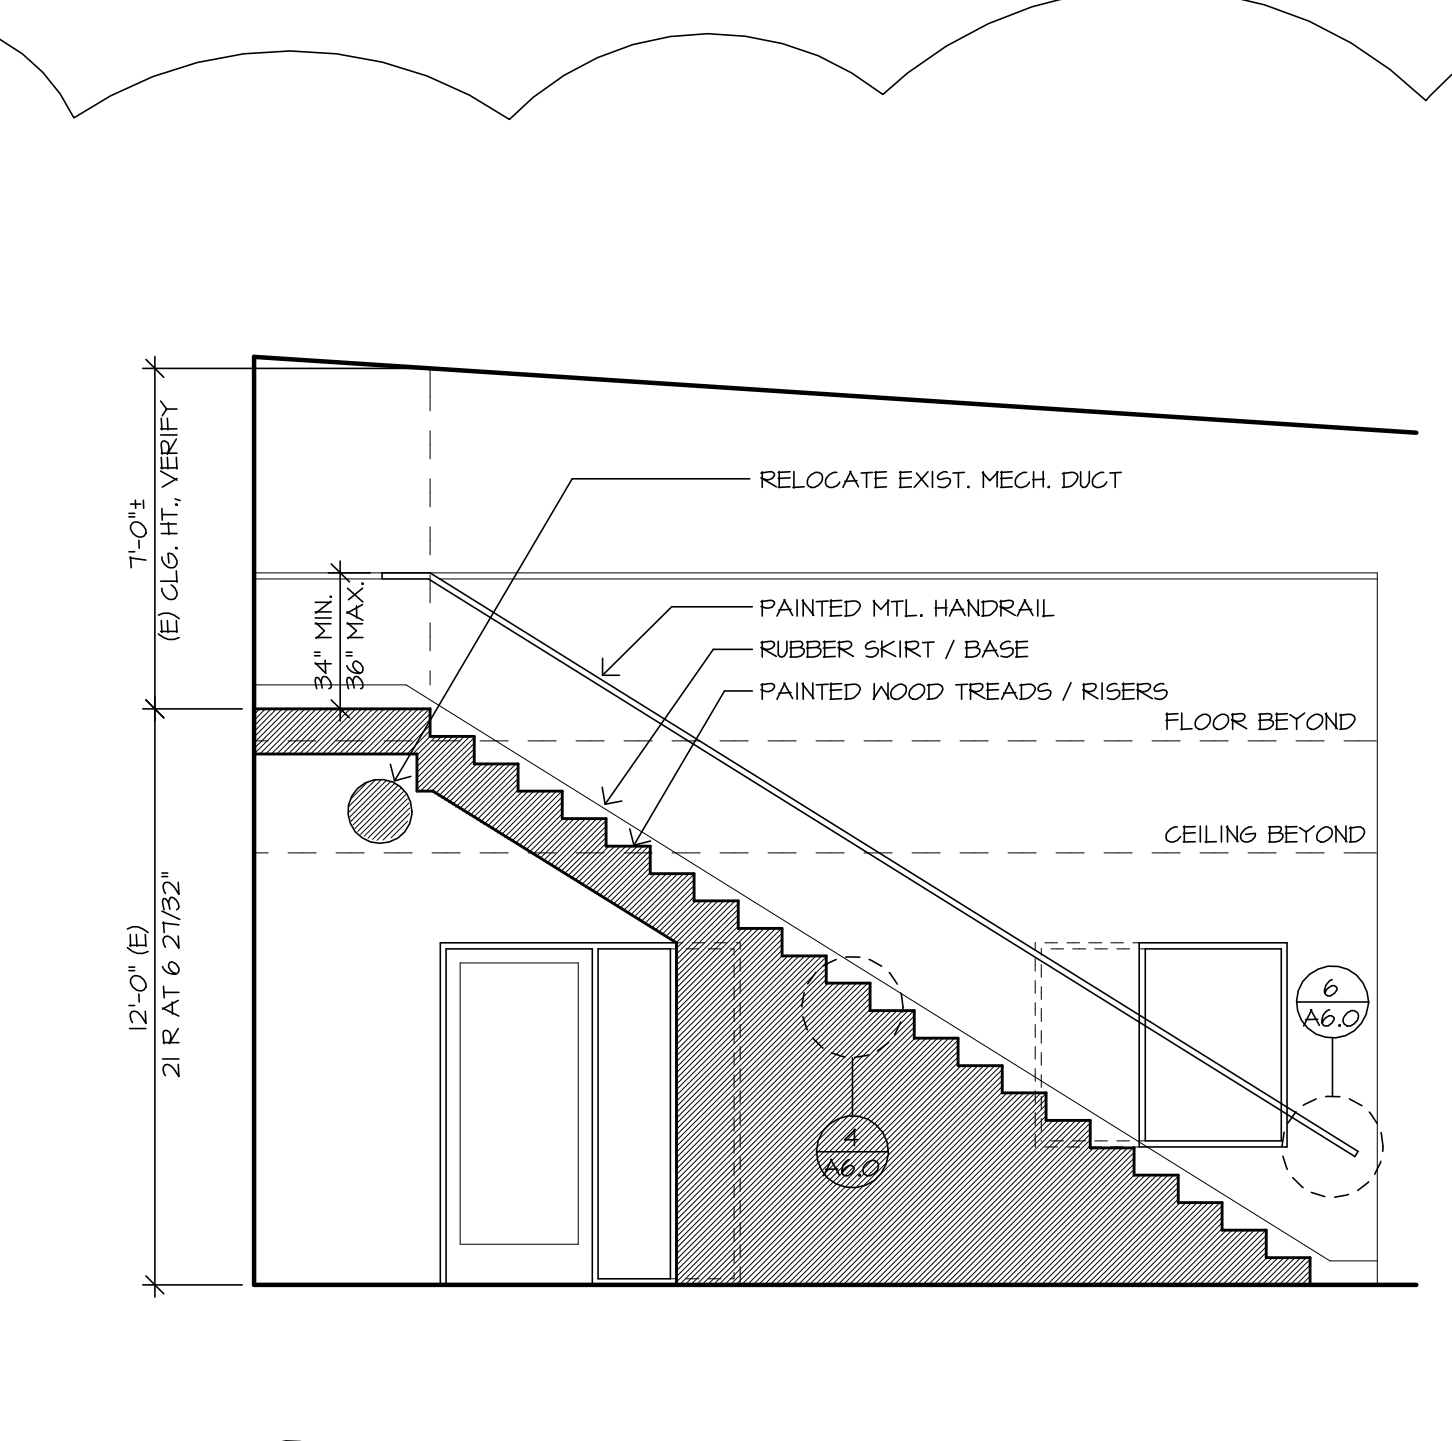 RELOCATE EXIST. MECH. DUCT
7'-0"±
(E) CLG. HT., VERIFY
34" MIN.
36" MAX.
PAINTED MTL. HANDRAIL
RUBBER SKIRT / BASE
PAINTED WOOD TREADS / RISERS
FLOOR BEYOND
CEILING BEYOND
12'-0" (E)
21 R AT 6 27/32"
6
A6.0
4
A6.0